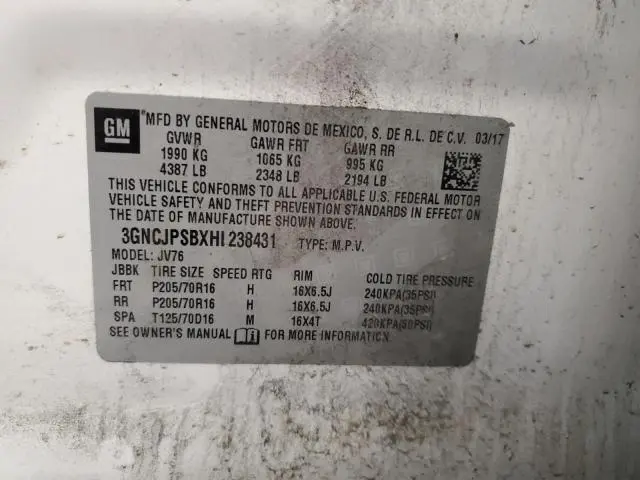 GM
MFD BY GENERAL MOTORS DE MEXICO, S. DE R.L. DE C.V. 03/17
GVWR GAWR FRT GAWR RR
1990 KG 1065 KG 995 KG
4387 LB 2348 LB 2194 LB
THIS VEHICLE CONFORMS TO ALL APPLICABLE U.S. FEDERAL MOTOR
VEHICLE SAFETY AND THEFT PREVENTION STANDARDS IN EFFECT ON
THE DATE OF MANUFACTURE SHOWN ABOVE.
3GNCJPSBXHL238431 TYPE: M.P.V.
MODEL: JV76
JBBK TIRE SIZE SPEED RTG RIM COLD TIRE PRESSURE
FRT P205/70R16 H 16X6.5J 240KPA(35PSI)
RR P205/70R16 H 16X6.5J 240KPA(35PSI)
SPA T125/70D16 M 16X4T 420KPA(60PSI)
SEE OWNER'S MANUAL FOR MORE INFORMATION.